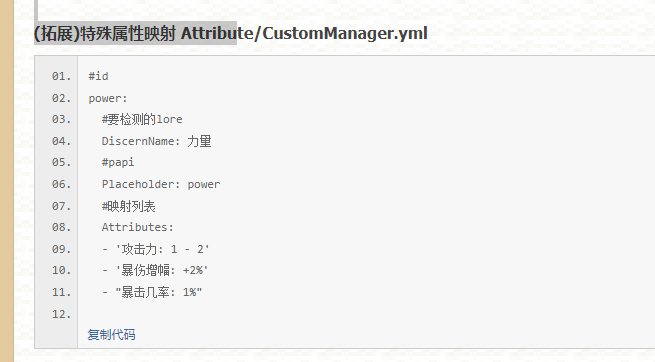 (拓展)特殊属性映射 Attribute/CustomManager.yml
01. #id
02. power:
03. #要检测的lore
04. DiscernName: 力量
05. #papi
06. Placeholder: power
07. #映射列表
08. Attributes:
09. - '攻击力: 1 - 2'
10. - '暴伤增幅: +2%'
11. - "暴击几率: 1%"
12.
复制代码